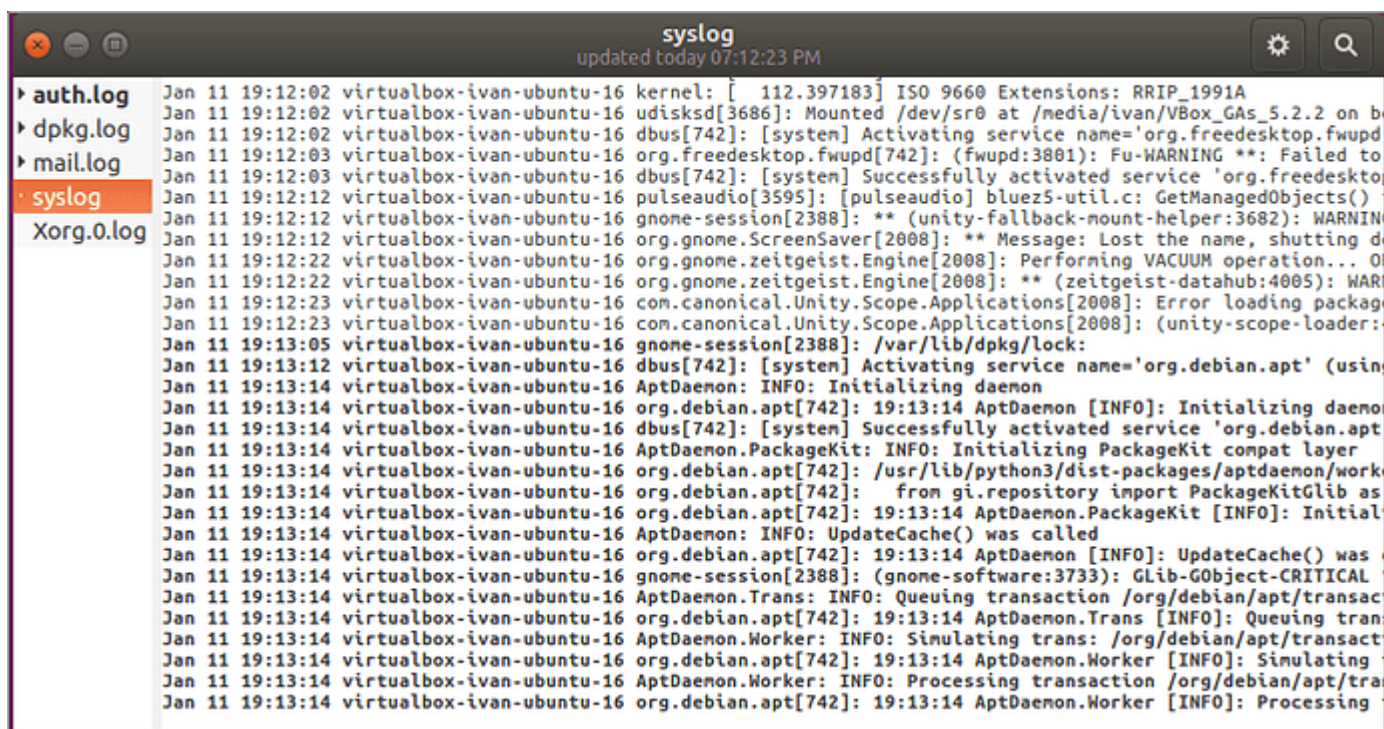 syslog
updated today 07:12:23 PM
auth.log
dpkg.log
mail.log
syslog
Xorg.0.log
Jan 11 19:12:02 virtualbox-ivan-ubuntu-16 kernel: [  112.397183] ISO 9660 Extensions: RRIP_1991A
Jan 11 19:12:02 virtualbox-ivan-ubuntu-16 udisksd[3686]: Mounted /dev/sr0 at /media/ivan/VBox_GAs_5.2.2 on
Jan 11 19:12:02 virtualbox-ivan-ubuntu-16 dbus[742]: [system] Activating service name='org.freedesktop.fwupd
Jan 11 19:12:03 virtualbox-ivan-ubuntu-16 org.freedesktop.fwupd[742]: (fwupd:3801): Fu-WARNING **: Failed to
Jan 11 19:12:03 virtualbox-ivan-ubuntu-16 dbus[742]: [system] Successfully activated service 'org.freedesktop
Jan 11 19:12:12 virtualbox-ivan-ubuntu-16 pulseaudio[3595]: [pulseaudio] bluez5-util.c: GetManagedObjects()
Jan 11 19:12:12 virtualbox-ivan-ubuntu-16 gnome-session[2388]: ** (unity-fallback-mount-helper:3682): WARNING
Jan 11 19:12:12 virtualbox-ivan-ubuntu-16 org.gnome.ScreenSaver[2008]: ** Message: Lost the name, shutting
Jan 11 19:12:22 virtualbox-ivan-ubuntu-16 org.gnome.zeitgeist.Engine[2008]: Performing VACUUM operation...
Jan 11 19:12:22 virtualbox-ivan-ubuntu-16 org.gnome.zeitgeist.Engine[2008]: ** (zeitgeist-datahub:4005):
Jan 11 19:12:23 virtualbox-ivan-ubuntu-16 com.canonical.Unity.Scope.Applications[2008]: Error loading package
Jan 11 19:12:23 virtualbox-ivan-ubuntu-16 com.canonical.Unity.Scope.Applications[2008]: (unity-scope-loader:
Jan 11 19:13:05 virtualbox-ivan-ubuntu-16 gnome-session[2388]: /var/lib/dpkg/lock:
Jan 11 19:13:12 virtualbox-ivan-ubuntu-16 dbus[742]: [system] Activating service name='org.debian.apt' (using
Jan 11 19:13:14 virtualbox-ivan-ubuntu-16 AptDaemon: INFO: Initializing daemon
Jan 11 19:13:14 virtualbox-ivan-ubuntu-16 org.debian.apt[742]: 19:13:14 AptDaemon [INFO]: Initializing daemon
Jan 11 19:13:14 virtualbox-ivan-ubuntu-16 dbus[742]: [system] Successfully activated service 'org.debian.apt
Jan 11 19:13:14 virtualbox-ivan-ubuntu-16 AptDaemon.PackageKit: INFO: Initializing PackageKit compat layer
Jan 11 19:13:14 virtualbox-ivan-ubuntu-16 org.debian.apt[742]: /usr/lib/python3/dist-packages/aptdaemon/worke
Jan 11 19:13:14 virtualbox-ivan-ubuntu-16 org.debian.apt[742]:   from gi.repository import PackageKitGlib as
Jan 11 19:13:14 virtualbox-ivan-ubuntu-16 org.debian.apt[742]: 19:13:14 AptDaemon.PackageKit [INFO]: Initial
Jan 11 19:13:14 virtualbox-ivan-ubuntu-16 AptDaemon: INFO: UpdateCache() was called
Jan 11 19:13:14 virtualbox-ivan-ubuntu-16 org.debian.apt[742]: 19:13:14 AptDaemon [INFO]: UpdateCache() was
Jan 11 19:13:14 virtualbox-ivan-ubuntu-16 gnome-session[2388]: (gnome-software:3733): GLib-GObject-CRITICAL
Jan 11 19:13:14 virtualbox-ivan-ubuntu-16 AptDaemon.Trans: INFO: Queuing transaction /org/debian/apt/transact
Jan 11 19:13:14 virtualbox-ivan-ubuntu-16 org.debian.apt[742]: 19:13:14 AptDaemon.Trans [INFO]: Queuing trans
Jan 11 19:13:14 virtualbox-ivan-ubuntu-16 AptDaemon.Worker: INFO: Simulating trans: /org/debian/apt/transact
Jan 11 19:13:14 virtualbox-ivan-ubuntu-16 org.debian.apt[742]: 19:13:14 AptDaemon.Worker [INFO]: Simulating
Jan 11 19:13:14 virtualbox-ivan-ubuntu-16 AptDaemon.Worker: INFO: Processing transaction /org/debian/apt/tra
Jan 11 19:13:14 virtualbox-ivan-ubuntu-16 org.debian.apt[742]: 19:13:14 AptDaemon.Worker [INFO]: Processing